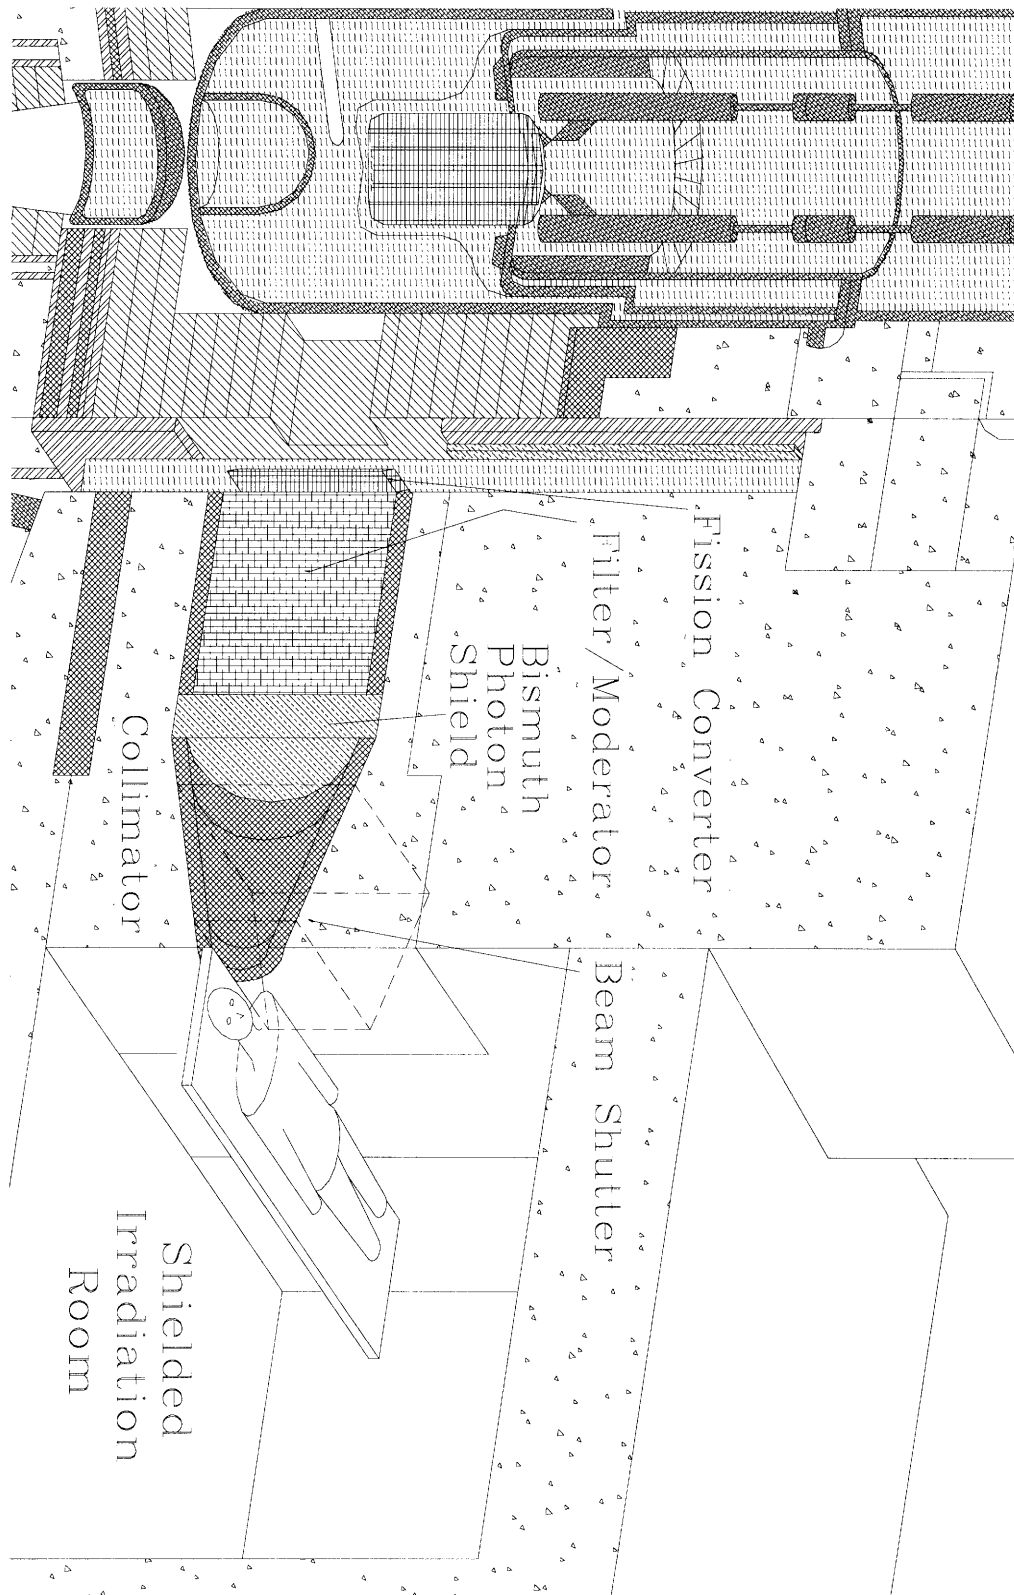 Fission Converter
Filter/Moderator
Bismuth
Photon
Shield
Collimator
Beam Shutter
Shielded
Irradiation
Room